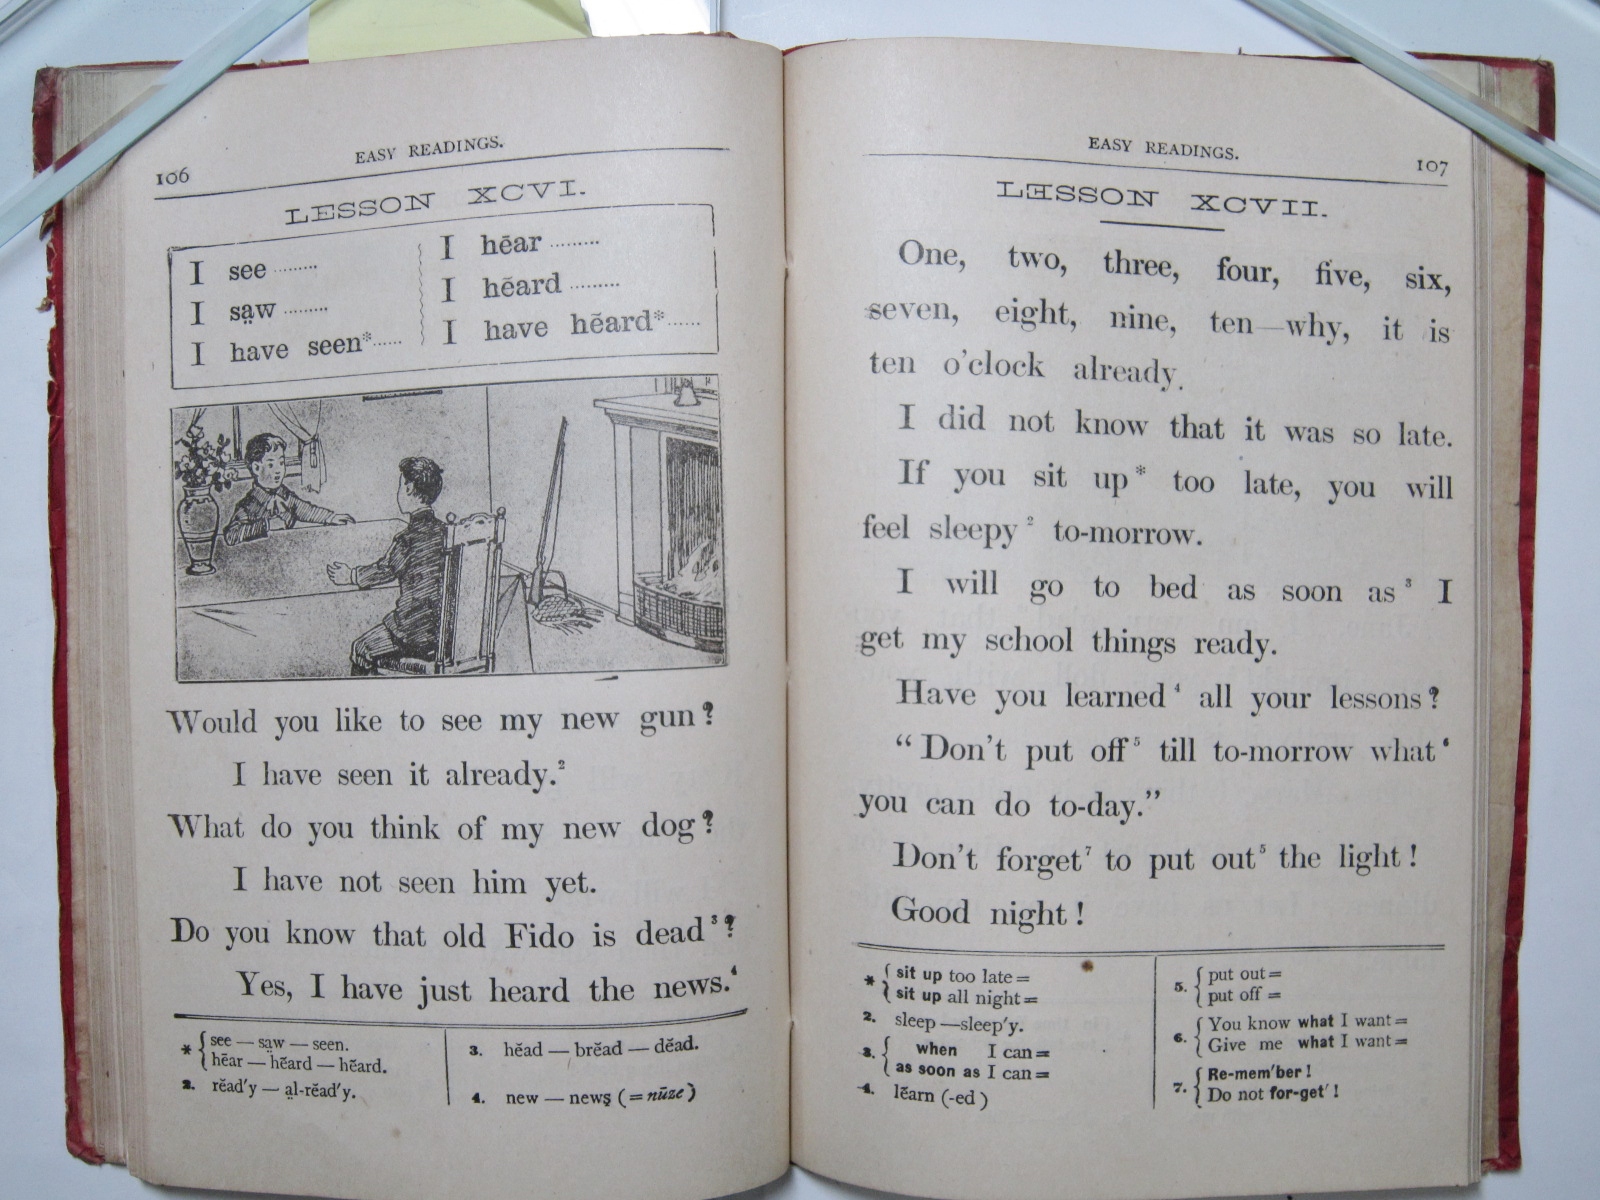 106
EASY READINGS.
LESSON XCVI.
I see .........
I saw .........
I have seen* ......
I hēar .........
I hẽard .........
I have hẽard* ......
Would you like to see my new gun?
I have seen it already.²
What do you think of my new dog?
I have not seen him yet.
Do you know that old Fido is dead³?
Yes, I have just heard the news.⁴
* { see — sa̤w — seen.
hēar — hẽard — hẽard.
2. rĕad'y — a̤l-rĕad'y.
3. hĕad — brĕad — dĕad.
4. new — news̱ (= nūze)
EASY READINGS.
107
LESSON XCVII.
One, two, three, four, five, six,
seven, eight, nine, ten—why, it is
ten o'clock already.
I did not know that it was so late.
If you sit up* too late, you will
feel sleepy² to-morrow.
I will go to bed as soon as³ I
get my school things ready.
Have you learned⁴ all your lessons?
“Don't put off⁵ till to-morrow what⁶
you can do to-day.”
Don't forget⁷ to put out⁵ the light!
Good night!
* { sit up too late =
sit up all night =
2. sleep — sleep'y.
3. { when I can =
as soon as I can =
4. lẽarn (-ed)
5. { put out =
put off =
6. { You know what I want =
Give me what I want =
7. { Re-mem'ber!
Do not for-get'!